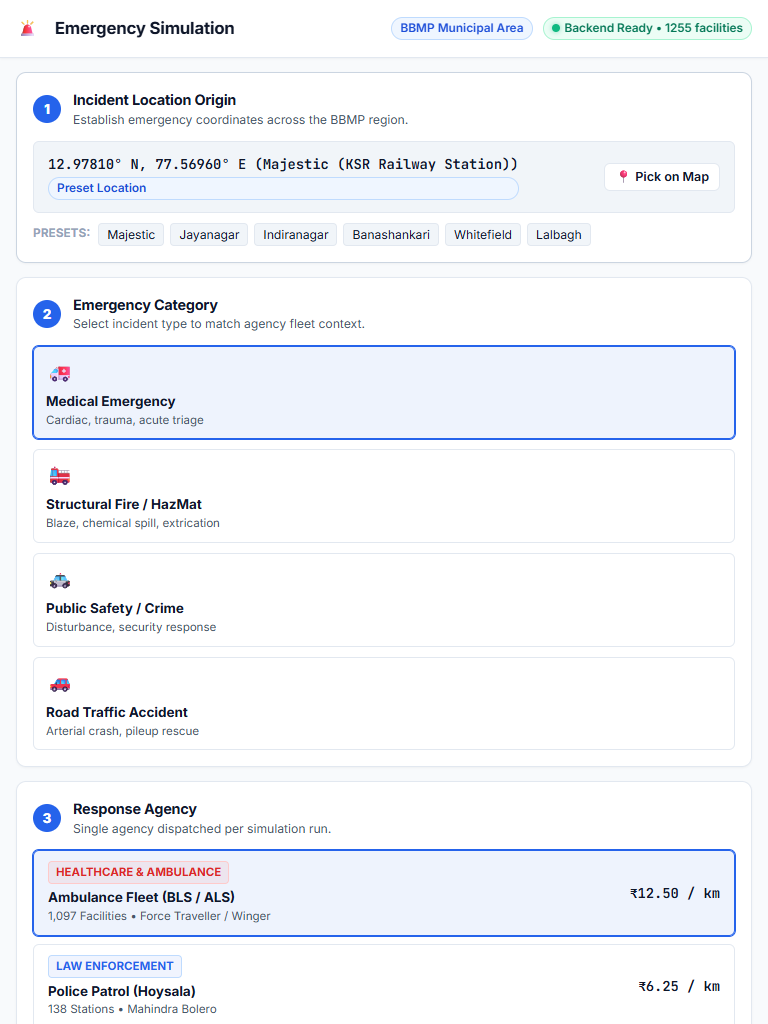 Emergency Simulation
BBMP Municipal Area
Backend Ready • 1255 facilities
1
Incident Location Origin
Establish emergency coordinates across the BBMP region.
12.97810° N, 77.56960° E (Majestic (KSR Railway Station))
Preset Location
Pick on Map
PRESETS:
Majestic
Jayanagar
Indiranagar
Banashankari
Whitefield
Lalbagh
2
Emergency Category
Select incident type to match agency fleet context.
Medical Emergency
Cardiac, trauma, acute triage
Structural Fire / HazMat
Blaze, chemical spill, extrication
Public Safety / Crime
Disturbance, security response
Road Traffic Accident
Arterial crash, pileup rescue
3
Response Agency
Single agency dispatched per simulation run.
HEALTHCARE & AMBULANCE
Ambulance Fleet (BLS / ALS)
1,097 Facilities • Force Traveller / Winger
₹12.50 / km
LAW ENFORCEMENT
Police Patrol (Hoysala)
138 Stations • Mahindra Bolero
₹6.25 / km